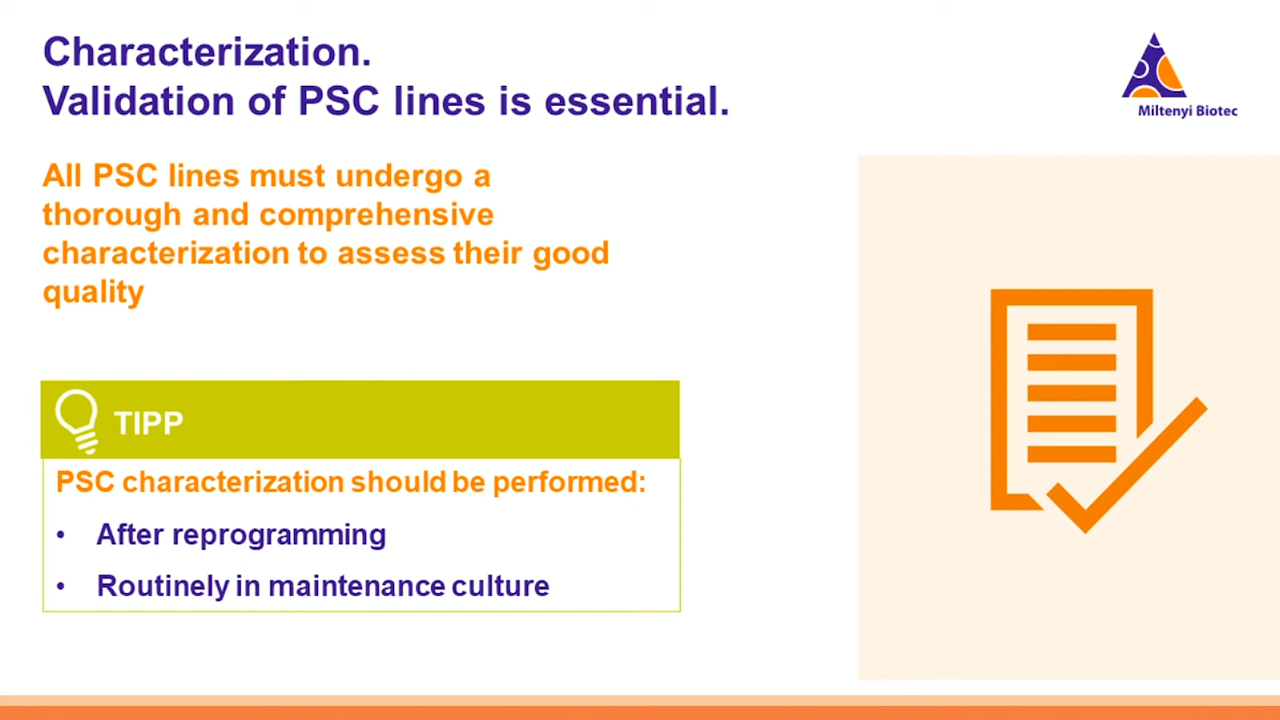 Characterization.
Validation of PSC lines is essential.
Miltenyi Biotec
All PSC lines must undergo a
thorough and comprehensive
characterization to assess their good
quality
TIPP
PSC characterization should be performed:
• After reprogramming
• Routinely in maintenance culture